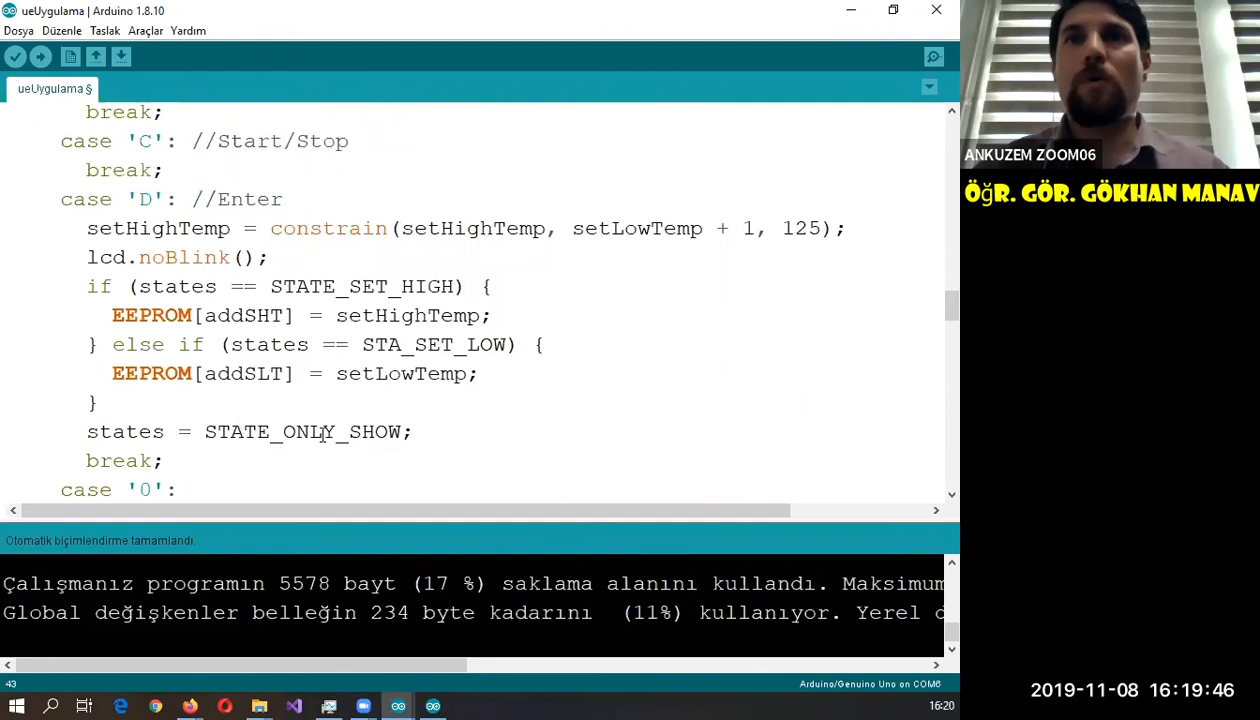 ueUygulama | Arduino 1.8.10
Dosya Düzenle Taslak Araçlar Yardım
ueUygulama §
break;
case 'C': //Start/Stop
break;
case 'D': //Enter
setHighTemp = constrain(setHighTemp, setLowTemp + 1, 125);
lcd.noBlink();
if (states == STATE_SET_HIGH) {
EEPROM[addSHT] = setHighTemp;
} else if (states == STA_SET_LOW) {
EEPROM[addSLT] = setLowTemp;
}
states = STATE_ONLY_SHOW;
break;
case '0':
Otomatik biçimlendirme tamamlandı.
Çalışmanız programın 5578 bayt (17 %) saklama alanını kullandı. Maksimum
Global değişkenler belleğin 234 byte kadarını (11%) kullanıyor. Yerel d
43
Arduino/Genuino Uno on COM6
16:20
ANKUZEM ZOOM06
ÖĞR. GÖR. GÖKHAN MANAV
2019-11-08 16:19:46